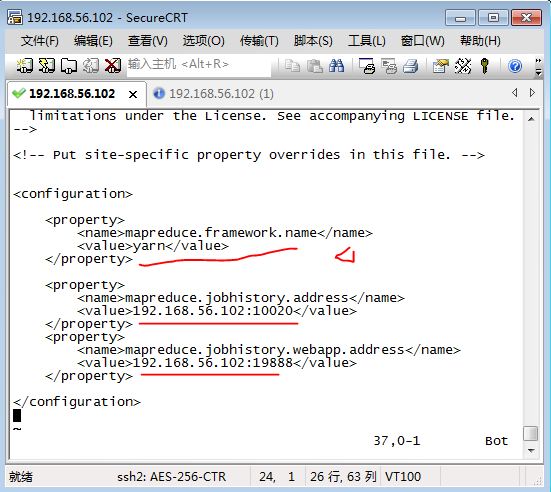 192.168.56.102 - SecureCRT
文件(F) 编辑(E) 查看(V) 选项(O) 传输(T) 脚本(S) 工具(L) 窗口(W) 帮助(H)
输入主机 <Alt+R>
192.168.56.102 192.168.56.102 (1)
limitations under the License. See accompanying LICENSE file.
-->
<!-- Put site-specific property overrides in this file. -->
<configuration>
<property>
<name>mapreduce.framework.name</name>
<value>yarn</value>
</property>
<property>
<name>mapreduce.jobhistory.address</name>
<value>192.168.56.102:10020</value>
</property>
<property>
<name>mapreduce.jobhistory.webapp.address</name>
<value>192.168.56.102:19888</value>
</property>
</configuration>
~
37,0-1 Bot
就绪 ssh2: AES-256-CTR 24, 1 26 行, 63 列 VT100